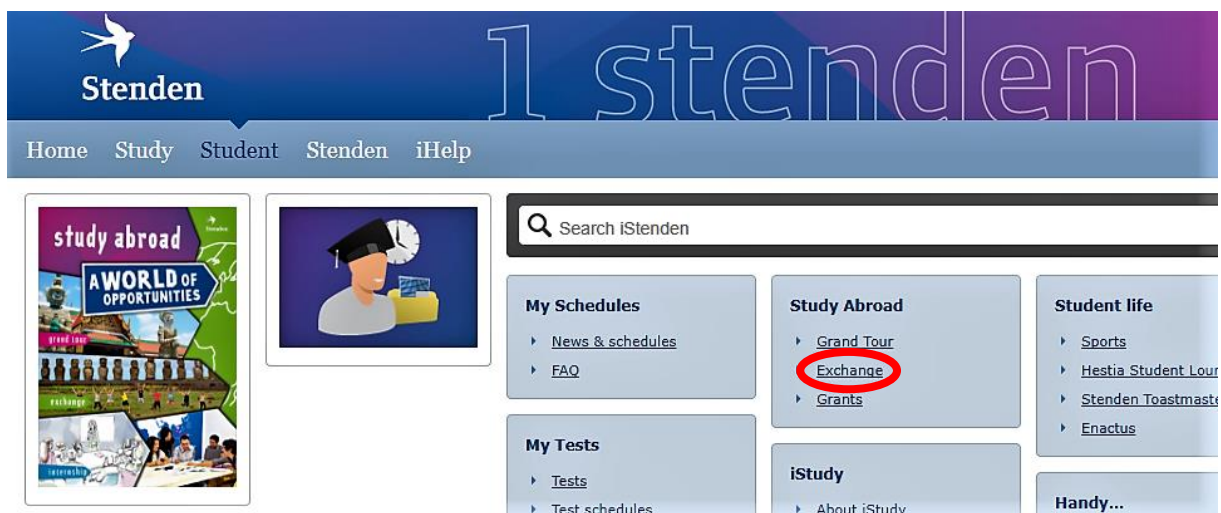 1 stenden
Stenden
Home Study Student Stenden iHelp
study abroad
A WORLD OF
OPPORTUNITIES
grand tour
exchange
internship
Search iStenden
My Schedules
News & schedules
FAQ
My Tests
Tests
Test schedules
Study Abroad
Grand Tour
Exchange
Grants
iStudy
About iStudy
Student life
Sports
Hestia Student Lour
Stenden Toastmaste
Enactus
Handy...